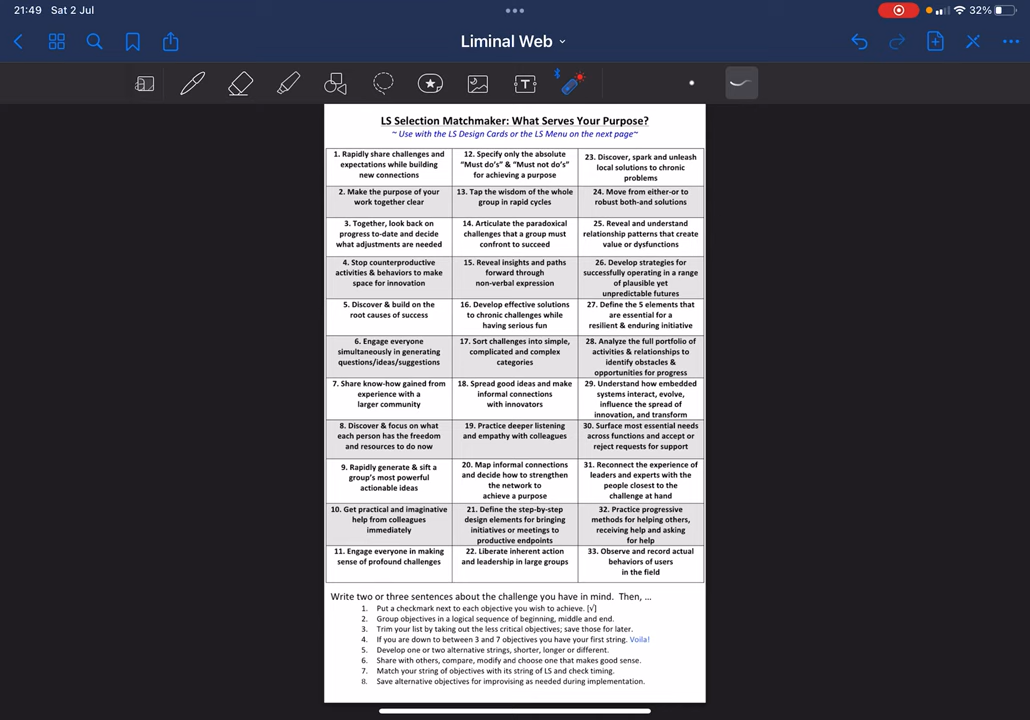 21:49 Sat 2 Jul
32%
Liminal Web
LS Selection Matchmaker: What Serves Your Purpose?
~ Use with the LS Design Cards or the LS Menu on the next page~
1. Rapidly share challenges and
expectations while building
new connections
12. Specify only the absolute
"Must do's" & "Must not do's"
for achieving a purpose
23. Discover, spark and unleash
local solutions to chronic
problems
2. Make the purpose of your
work together clear
13. Tap the wisdom of the whole
group in rapid cycles
24. Move from either-or to
robust both-and solutions
3. Together, look back on
progress to-date and decide
what adjustments are needed
14. Articulate the paradoxical
challenges that a group must
confront to succeed
25. Reveal and understand
relationship patterns that create
value or dysfunctions
4. Stop counterproductive
activities & behaviors to make
space for innovation
15. Reveal insights and paths
forward through
non-verbal expression
26. Develop strategies for
successfully operating in a range
of plausible yet
unpredictable futures
5. Discover & build on the
root causes of success
16. Develop effective solutions
to chronic challenges while
having serious fun
27. Define the 5 elements that
are essential for a
resilient & enduring initiative
6. Engage everyone
simultaneously in generating
questions/ideas/suggestions
17. Sort challenges into simple,
complicated and complex
categories
28. Analyze the full portfolio of
activities & relationships to
identify obstacles &
opportunities for progress
7. Share know-how gained from
experience with a
larger community
18. Spread good ideas and make
informal connections
with innovators
29. Understand how embedded
systems interact, evolve,
influence the spread of
innovation, and transform
8. Discover & focus on what
each person has the freedom
and resources to do now
19. Practice deeper listening
and empathy with colleagues
30. Surface most essential needs
across functions and accept or
reject requests for support
9. Rapidly generate & sift a
group's most powerful
actionable ideas
20. Map informal connections
and decide how to strengthen
the network to
achieve a purpose
31. Reconnect the experience of
leaders and experts with the
people closest to the
challenge at hand
10. Get practical and imaginative
help from colleagues
immediately
21. Define the step-by-step
design elements for bringing
initiatives or meetings to
productive endpoints
32. Practice progressive
methods for helping others,
receiving help and asking
for help
11. Engage everyone in making
sense of profound challenges
22. Liberate inherent action
and leadership in large groups
33. Observe and record actual
behaviors of users
in the field
Write two or three sentences about the challenge you have in mind. Then, ...
1. Put a checkmark next to each objective you wish to achieve. (√)
2. Group objectives in a logical sequence of beginning, middle and end.
3. Trim your list by taking out the less critical objectives; save those for later.
4. If you are down to between 3 and 7 objectives you have your first string. Voila!
5. Develop one or two alternative strings, shorter, longer or different.
6. Share with others, compare, modify and choose one that makes good sense.
7. Match your string of objectives with its string of LS and check timing.
8. Save alternative objectives for improvising as needed during implementation.